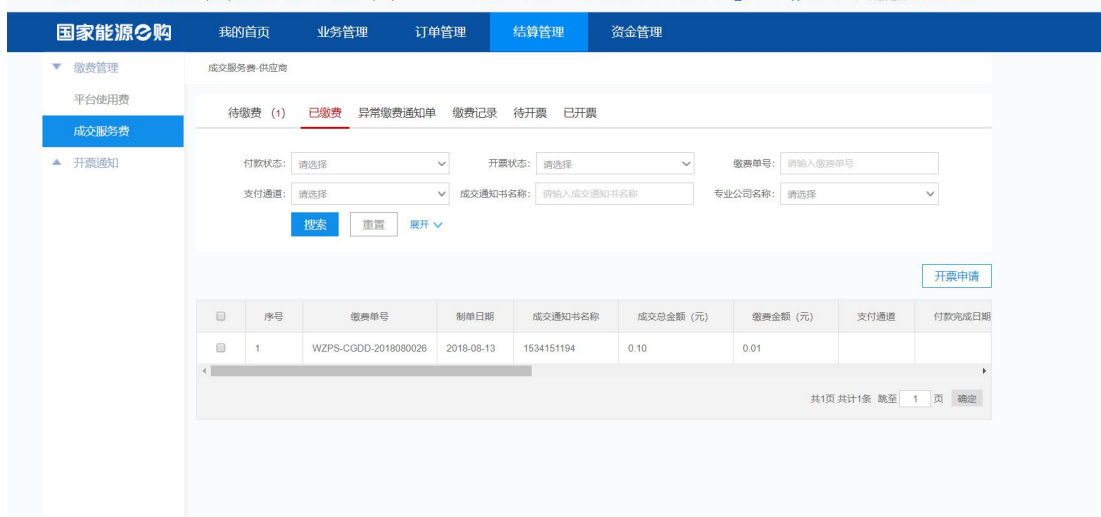 国家能源e购 我的首页 业务管理 订单管理 结算管理 资金管理
缴费管理
平台使用费
成交服务费
开票通知
成交服务费-供应商
待缴费 (1) 已缴费 异常缴费通知单 缴费记录 待开票 已开票
付款状态: 请选择 开票状态: 请选择 缴费单号: 请输入缴费单号
支付通道: 请选择 成交通知书名称: 请输入成交通知书名称 专业公司名称: 请选择
搜索 重置 展开
开票申请
序号 缴费单号 制单日期 成交通知书名称 成交总金额 (元) 缴费金额 (元) 支付通道 付款完成日期
1 WZPS-CGDD-2018080026 2018-08-13 1534151194 0.10 0.01
共1页 共计1条 跳至 1 页 确定